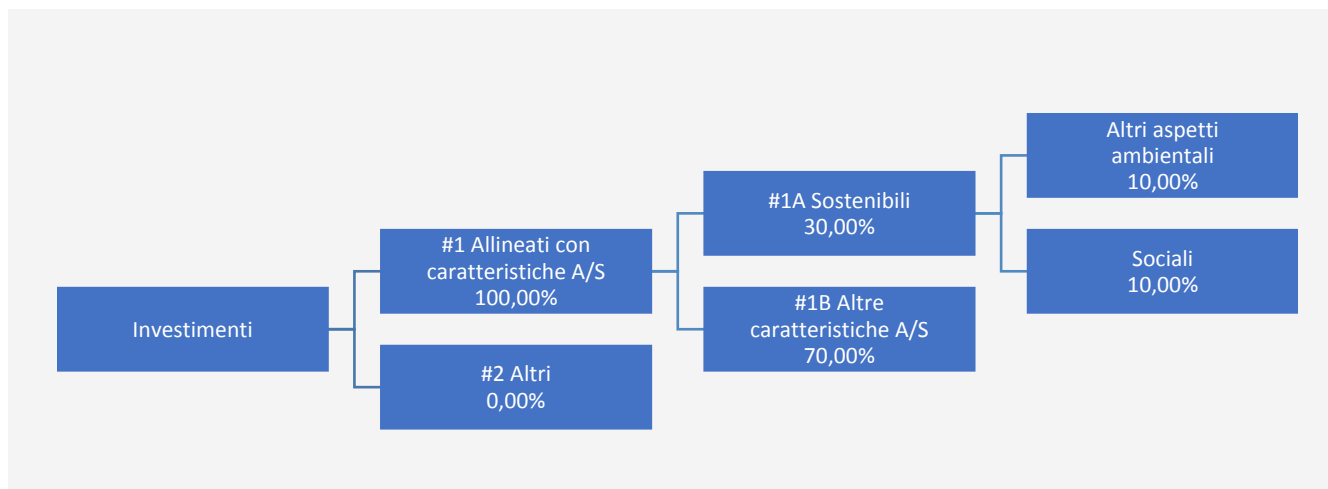 Investimenti
#1 Allineati con
caratteristiche A/S
100,00%
#2 Altri
0,00%
#1A Sostenibili
30,00%
#1B Altre
caratteristiche A/S
70,00%
Altri aspetti
ambientali
10,00%
Sociali
10,00%